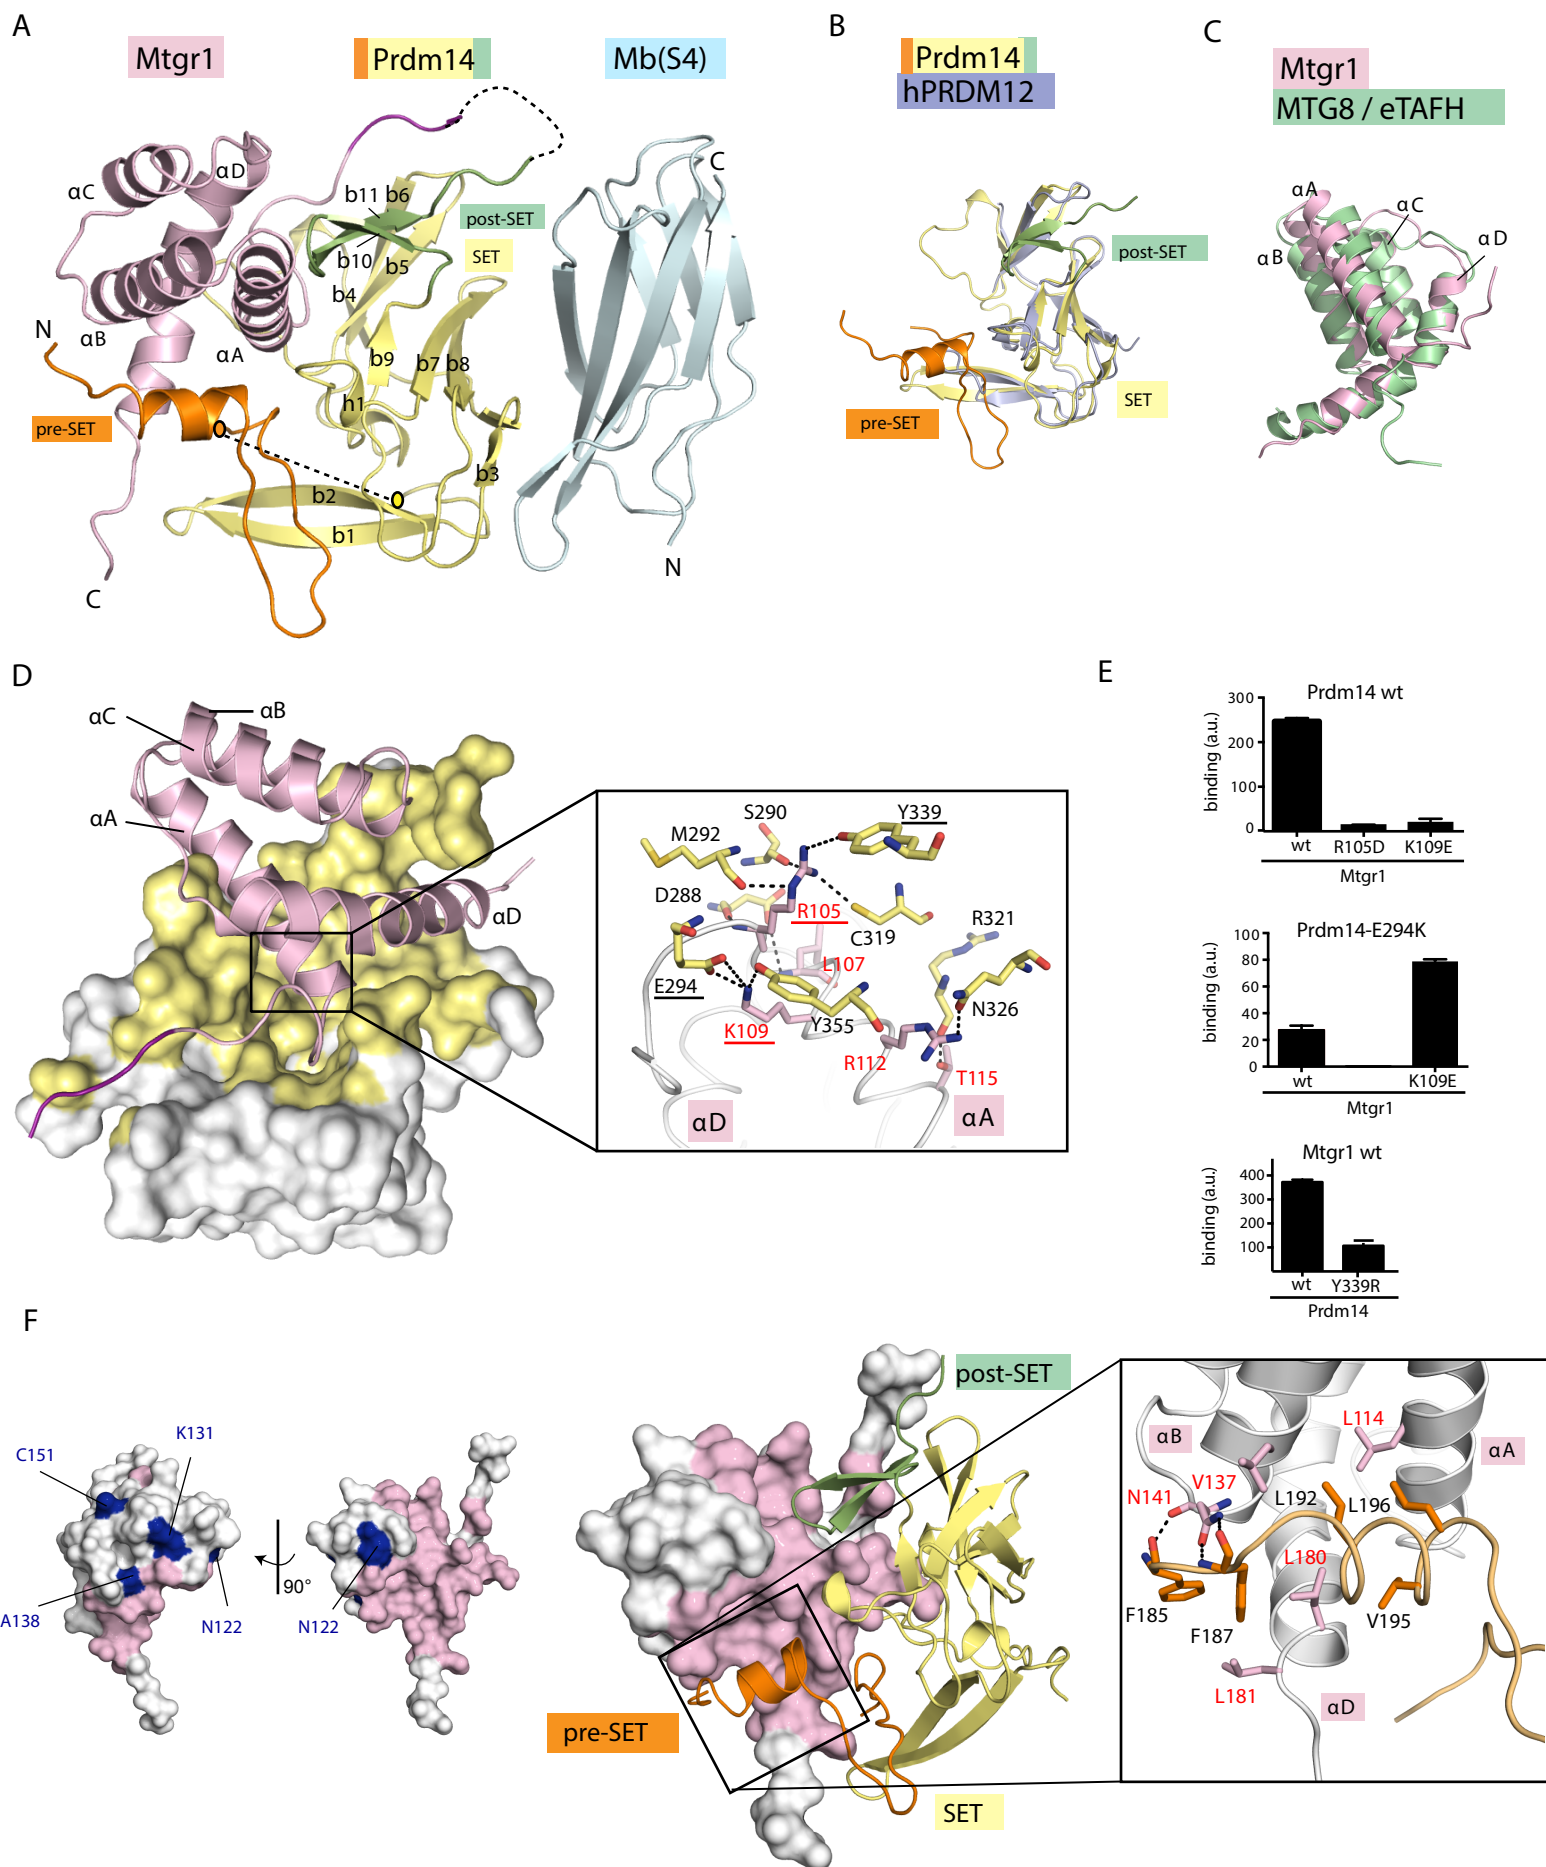 A
Mtgr1
Prdm14
Mb(S4)
αC
αD
b11 b6
post-SET
SET
b10
b5
b4
N
αB
αA
b9
b7
b8
h1
pre-SET
b3
b2
b1
C
C
N
B
Prdm14
hPRDM12
post-SET
SET
pre-SET
C
Mtgr1
MTG8 / eTAFH
αA
αC
αB
αD
D
αC
αB
αA
αD
S290
Y339
M292
D288
R105
C319
R321
L107
E294
N326
K109
Y355
R112
T115
αD
αA
E
Prdm14 wt
binding (a.u.)
300
200
100
0
wt R105D K109E
Mtgr1
Prdm14-E294K
binding (a.u.)
100
80
60
40
20
0
wt K109E
Mtgr1
Mtgr1 wt
binding (a.u.)
400
300
200
100
wt Y339R
Prdm14
F
K131
C151
A138
N122
90°
N122
post-SET
pre-SET
SET
L114
αB
αA
V137
N141
L192
L196
L180
F185
F187
V195
L181
αD